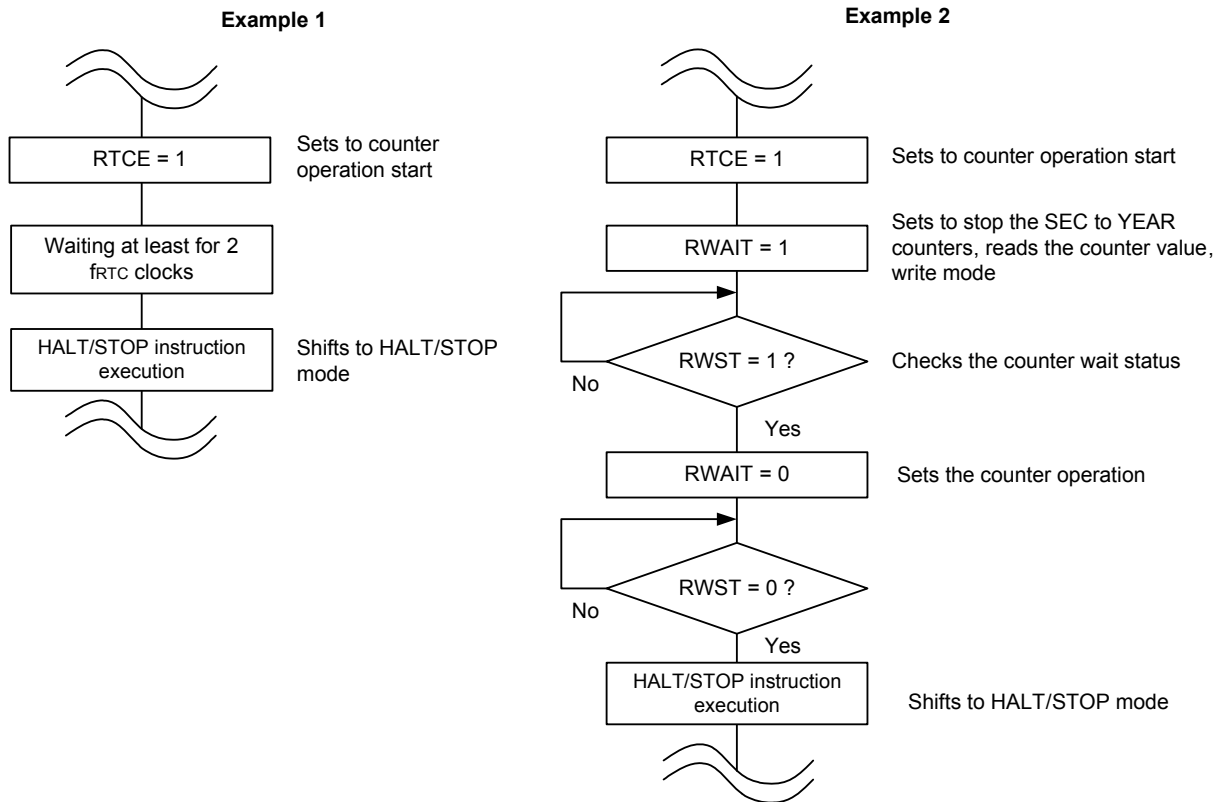 Example 1
RTCE = 1
Sets to counter
operation start
Waiting at least for 2
fRTC clocks
HALT/STOP instruction
execution
Shifts to HALT/STOP
mode
Example 2
RTCE = 1
Sets to counter operation start
RWAIT = 1
Sets to stop the SEC to YEAR
counters, reads the counter value,
write mode
RWST = 1 ?
Checks the counter wait status
No
Yes
RWAIT = 0
Sets the counter operation
RWST = 0 ?
No
Yes
HALT/STOP instruction
execution
Shifts to HALT/STOP mode